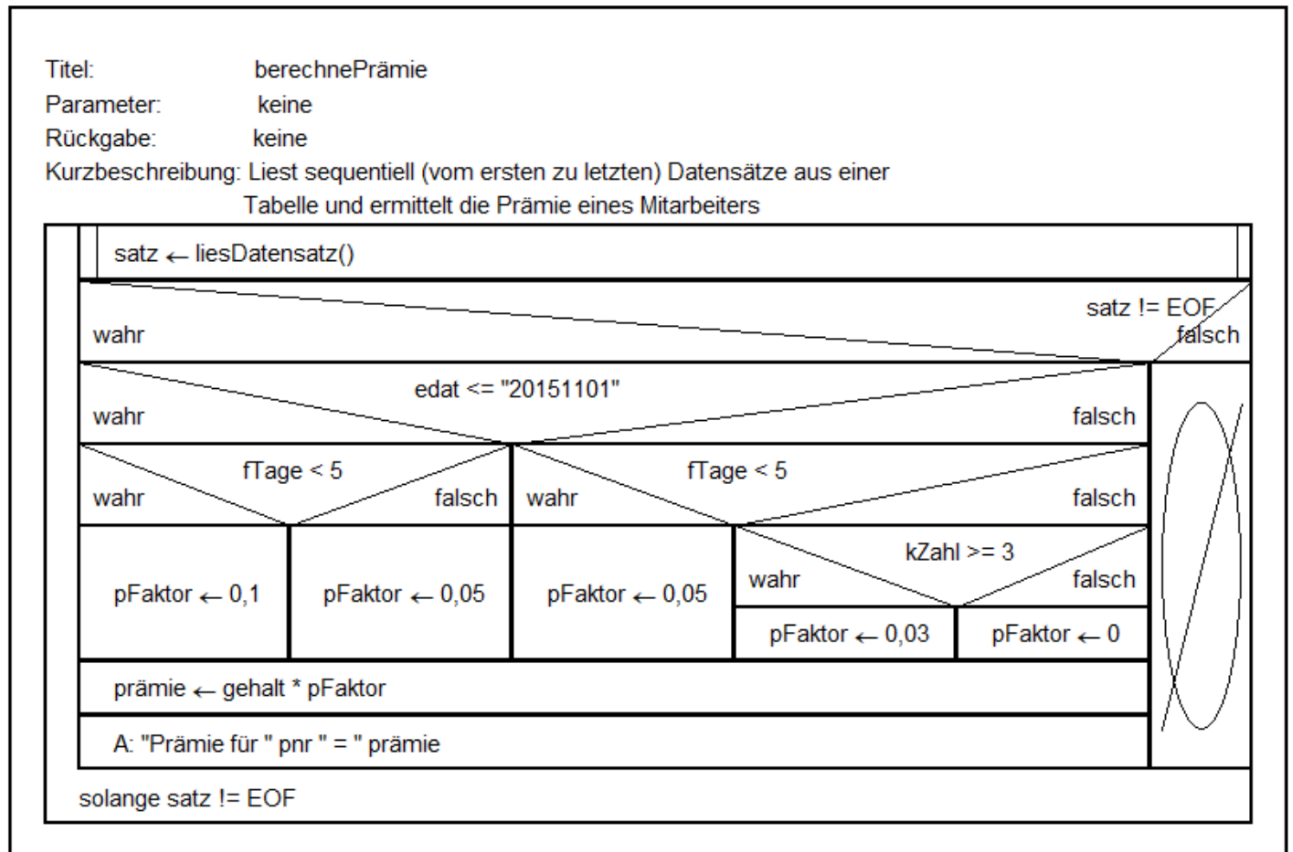 Titel: berechnePrämie
Parameter: keine
Rückgabe: keine
Kurzbeschreibung: Liest sequentiell (vom ersten zu letzten) Datensätze aus einer
Tabelle und ermittelt die Prämie eines Mitarbeiters
satz ← liesDatensatz()
satz != EOF
wahr falsch
edat <= "20151101"
wahr falsch
fTage < 5 fTage < 5
wahr falsch wahr falsch
kZahl >= 3
wahr falsch
pFaktor ← 0,1 pFaktor ← 0,05 pFaktor ← 0,05
pFaktor ← 0,03 pFaktor ← 0
prämie ← gehalt * pFaktor
A: "Prämie für " pnr " = " prämie
solange satz != EOF